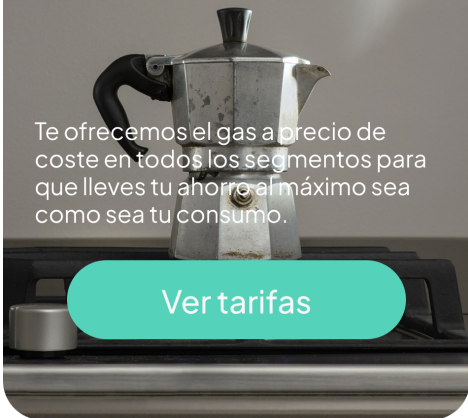 Te ofrecemos el gas a precio de
coste en todos los segmentos para
que lleves tu ahorro al máximo sea
como sea tu consumo.
Ver tarifas